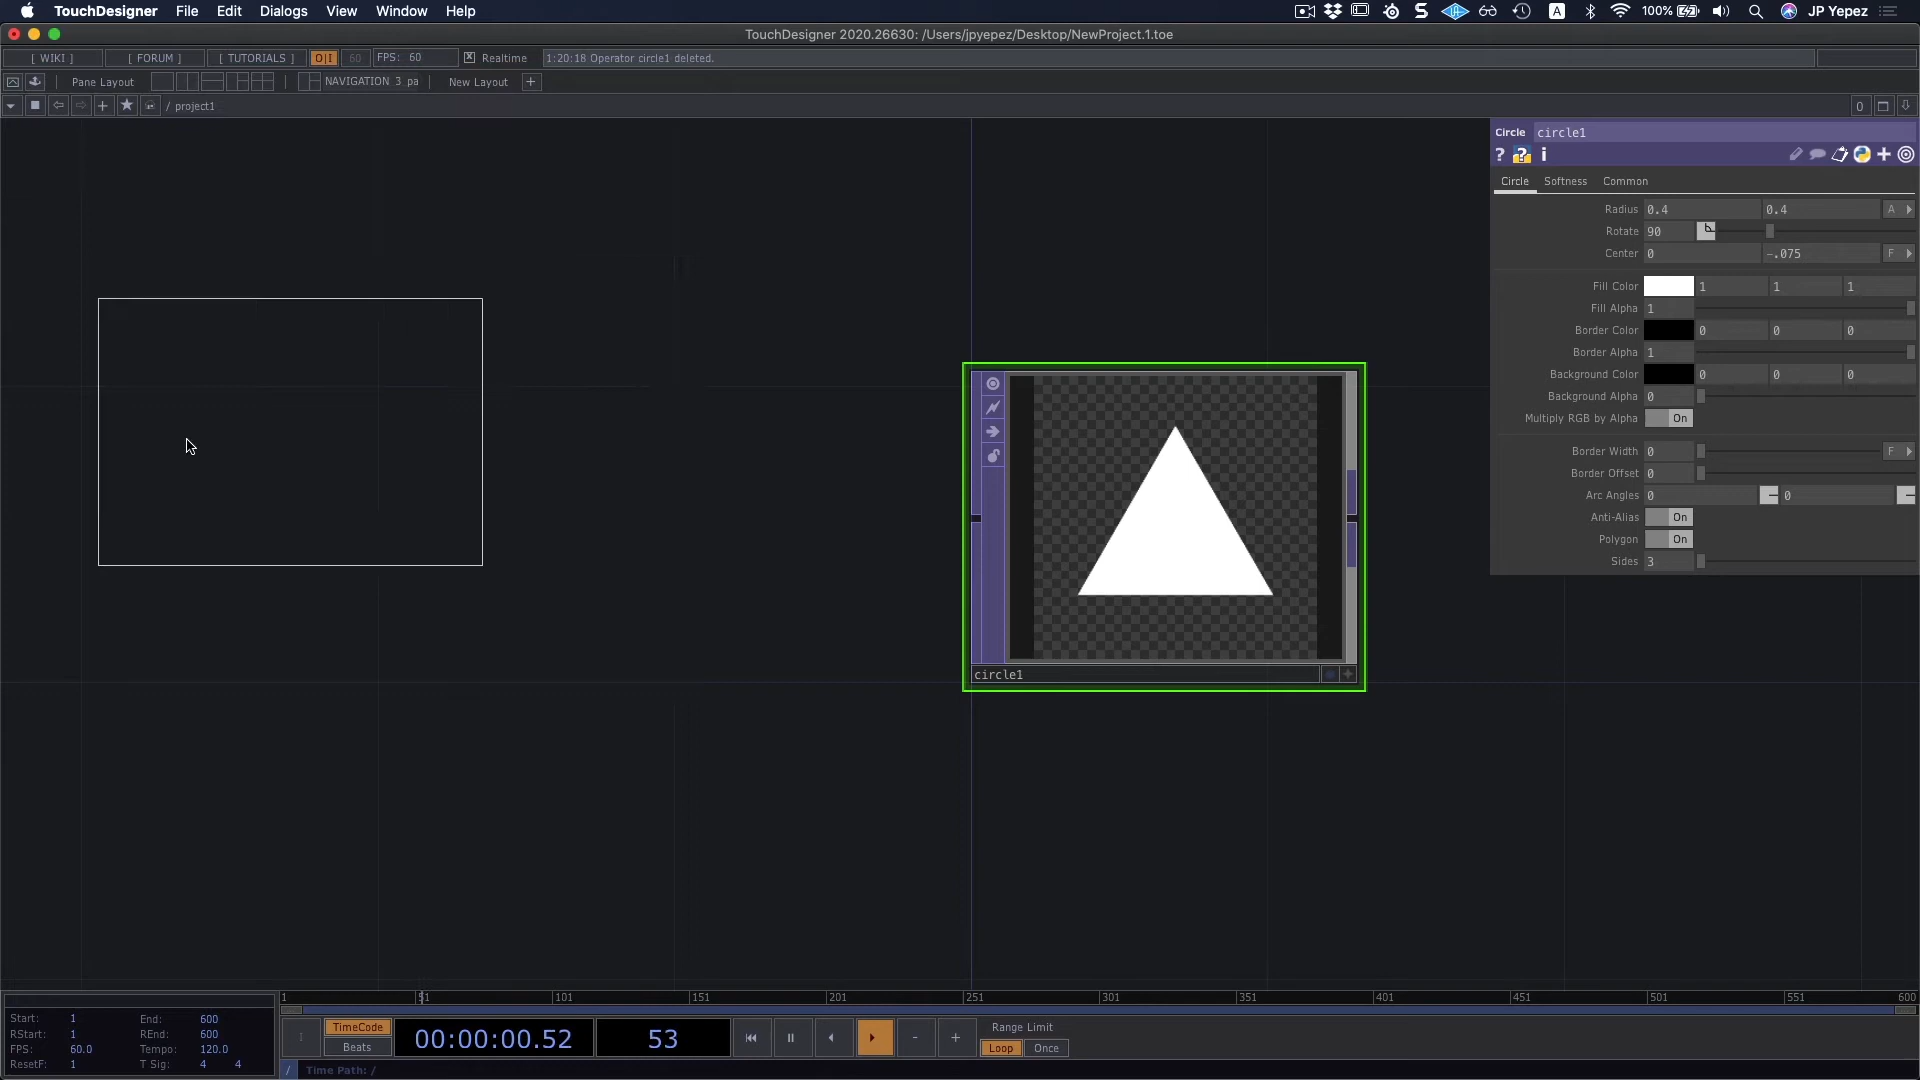 TouchDesigner File Edit Dialogs View Window Help A 100% JP Yepez
TouchDesigner 2020.26630: /Users/jpyepez/Desktop/NewProject.1.toe
[ WIKI ] [ FORUM ] [ TUTORIALS ] O|I 60 FPS: 60 Realtime 1:20:18 Operator circle1 deleted.
Pane Layout NAVIGATION 3 pa New Layout +
/ project1 0
Circle circle1
? ? i
Circle Softness Common
Radius 0.4 0.4 A
Rotate 90
Center 0 -.075 F
Fill Color 1 1 1
Fill Alpha 1
Border Color 0 0 0
Border Alpha 1
Background Color 0 0 0
Background Alpha 0
Multiply RGB by Alpha On
Border Width 0 F
Border Offset 0
Arc Angles 0 0
Anti-Alias On
Polygon On
Sides 3
circle1
1 51 101 151 201 251 301 351 401 451 501 551 600
Start: 1 End: 600
RStart: 1 REnd: 600
FPS: 60.0 Tempo: 120.0
ResetF: 1 T Sig: 4 4
TimeCode
Beats
00:00:00.52 53
- +
Range Limit
Loop Once
/ Time Path: /